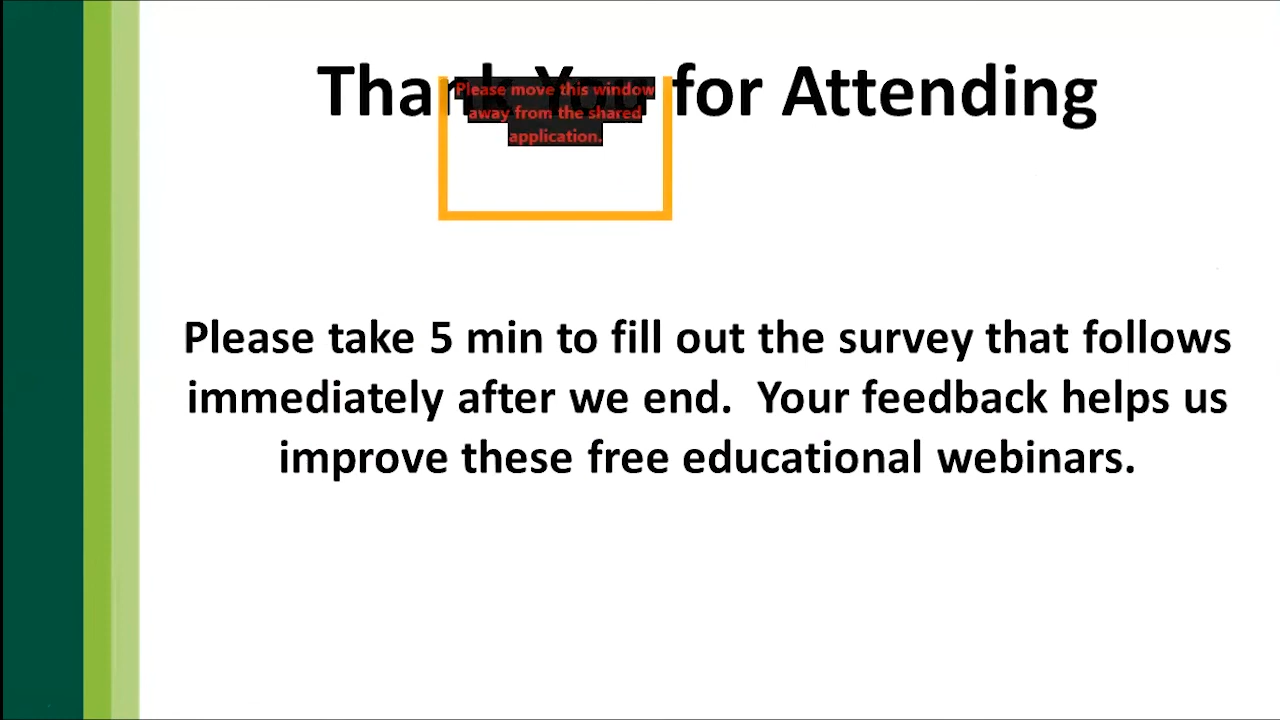 Thank You for Attending
Please move this window
away from the shared
application.
Please take 5 min to fill out the survey that follows
immediately after we end.  Your feedback helps us
improve these free educational webinars.